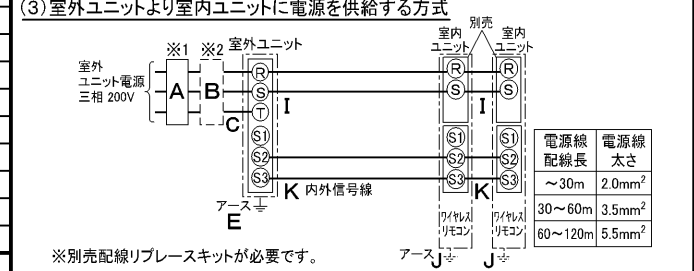 (3)室外ユニットより室内ユニットに電源を供給する方式
※1 ※2 室外ユニット
別売
室内
ユニット
室内
ユニット
室外
ユニット電源
三相 200V
A
B
C
R
S
T
S1
S2
S3
I
R
S
S1
S2
S3
I
R
S
S1
S2
S3
K 内外信号線
K
アース
E
ワイヤレス
リモコン
ワイヤレス
リモコン
アース J
J
電源線
配線長
電源線
太さ
~30m 2.0mm²
30~60m 3.5mm²
60~120m 5.5mm²
※別売配線リプレースキットが必要です。